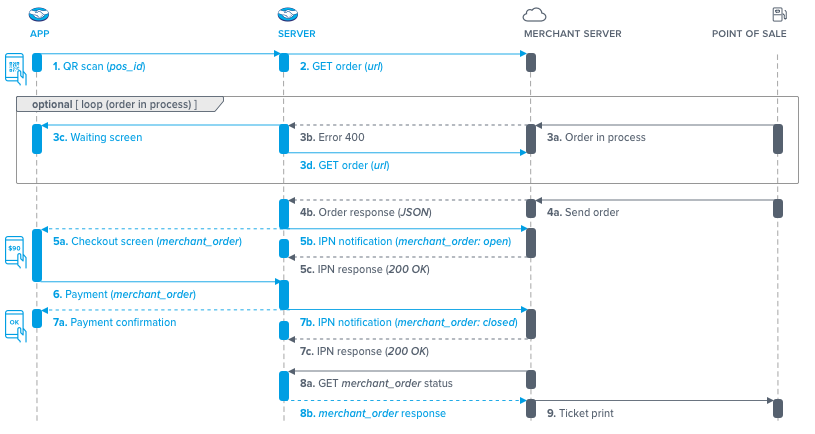 APP
SERVER
MERCHANT SERVER
POINT OF SALE
1. QR scan (pos_id)
2. GET order (url)
optional [ loop (order in process) ]
3c. Waiting screen
3b. Error 400
3a. Order in process
3d. GET order (url)
4b. Order response (JSON)
4a. Send order
$90
5a. Checkout screen (merchant_order)
5b. IPN notification (merchant_order: open)
5c. IPN response (200 OK)
6. Payment (merchant_order)
OK
7a. Payment confirmation
7b. IPN notification (merchant_order: closed)
7c. IPN response (200 OK)
8a. GET merchant_order status
8b. merchant_order response
9. Ticket print